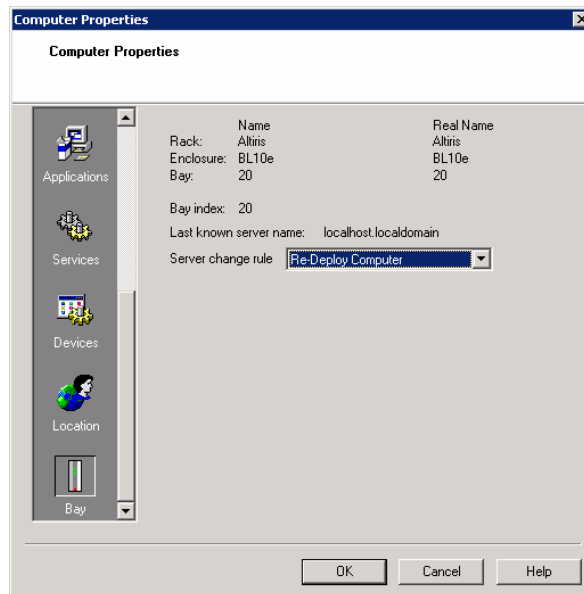 Computer Properties
Computer Properties
Name Real Name
Rack: Altiris Altiris
Enclosure: BL10e BL10e
Bay: 20 20
Bay index: 20
Last known server name: localhost.localdomain
Server change rule Re-Deploy Computer
Applications
Services
Devices
Location
Bay
OK Cancel Help